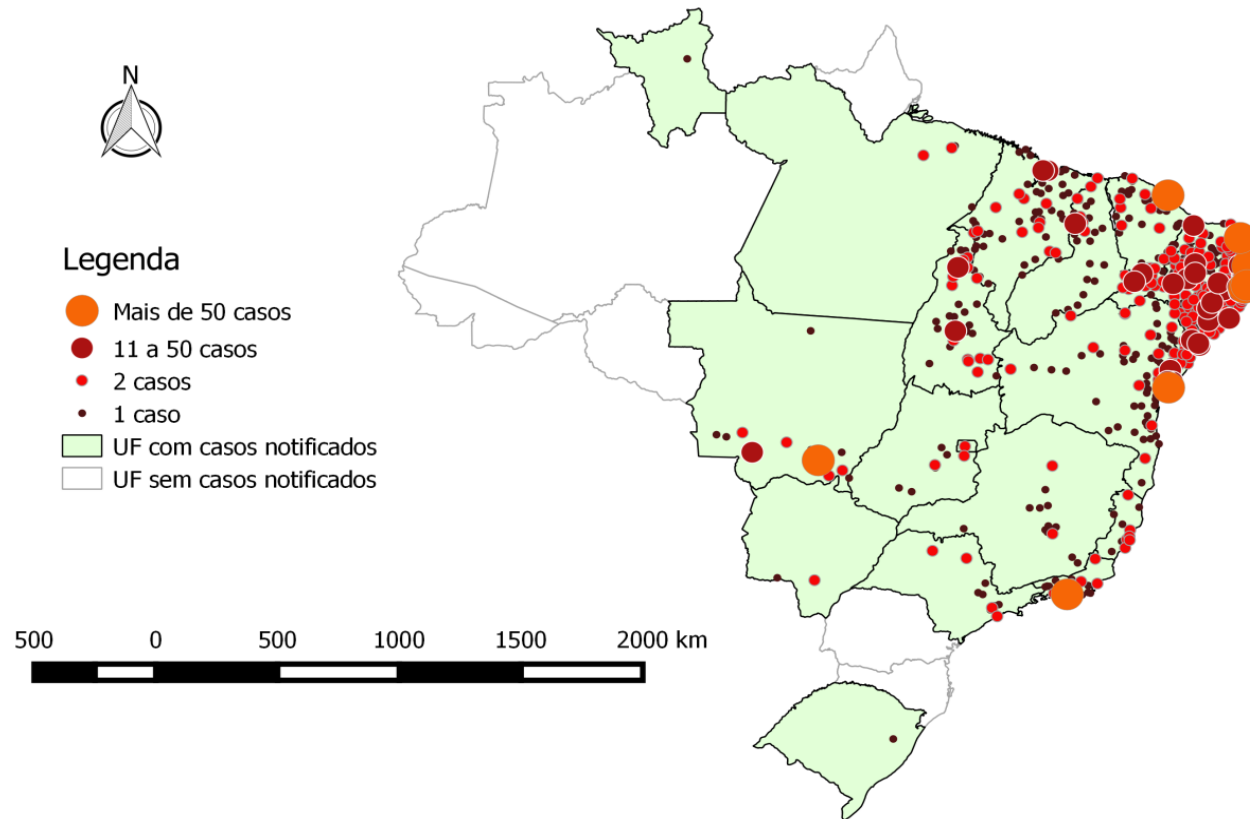 N
Legenda
Mais de 50 casos
11 a 50 casos
2 casos
1 caso
UF com casos notificados
UF sem casos notificados
500 0 500 1000 1500 2000 km